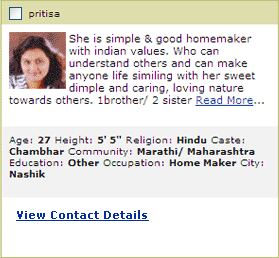 pritisa
She is simple & good homemaker
with indian values. Who can
understand others and can make
anyone life similing with her sweet
dimple and caring, loving nature
towards others. 1brother/ 2 sister Read More...
Age: 27 Height: 5' 5" Religion: Hindu Caste:
Chambhar Community: Marathi/ Maharashtra
Education: Other Occupation: Home Maker City:
Nashik
View Contact Details